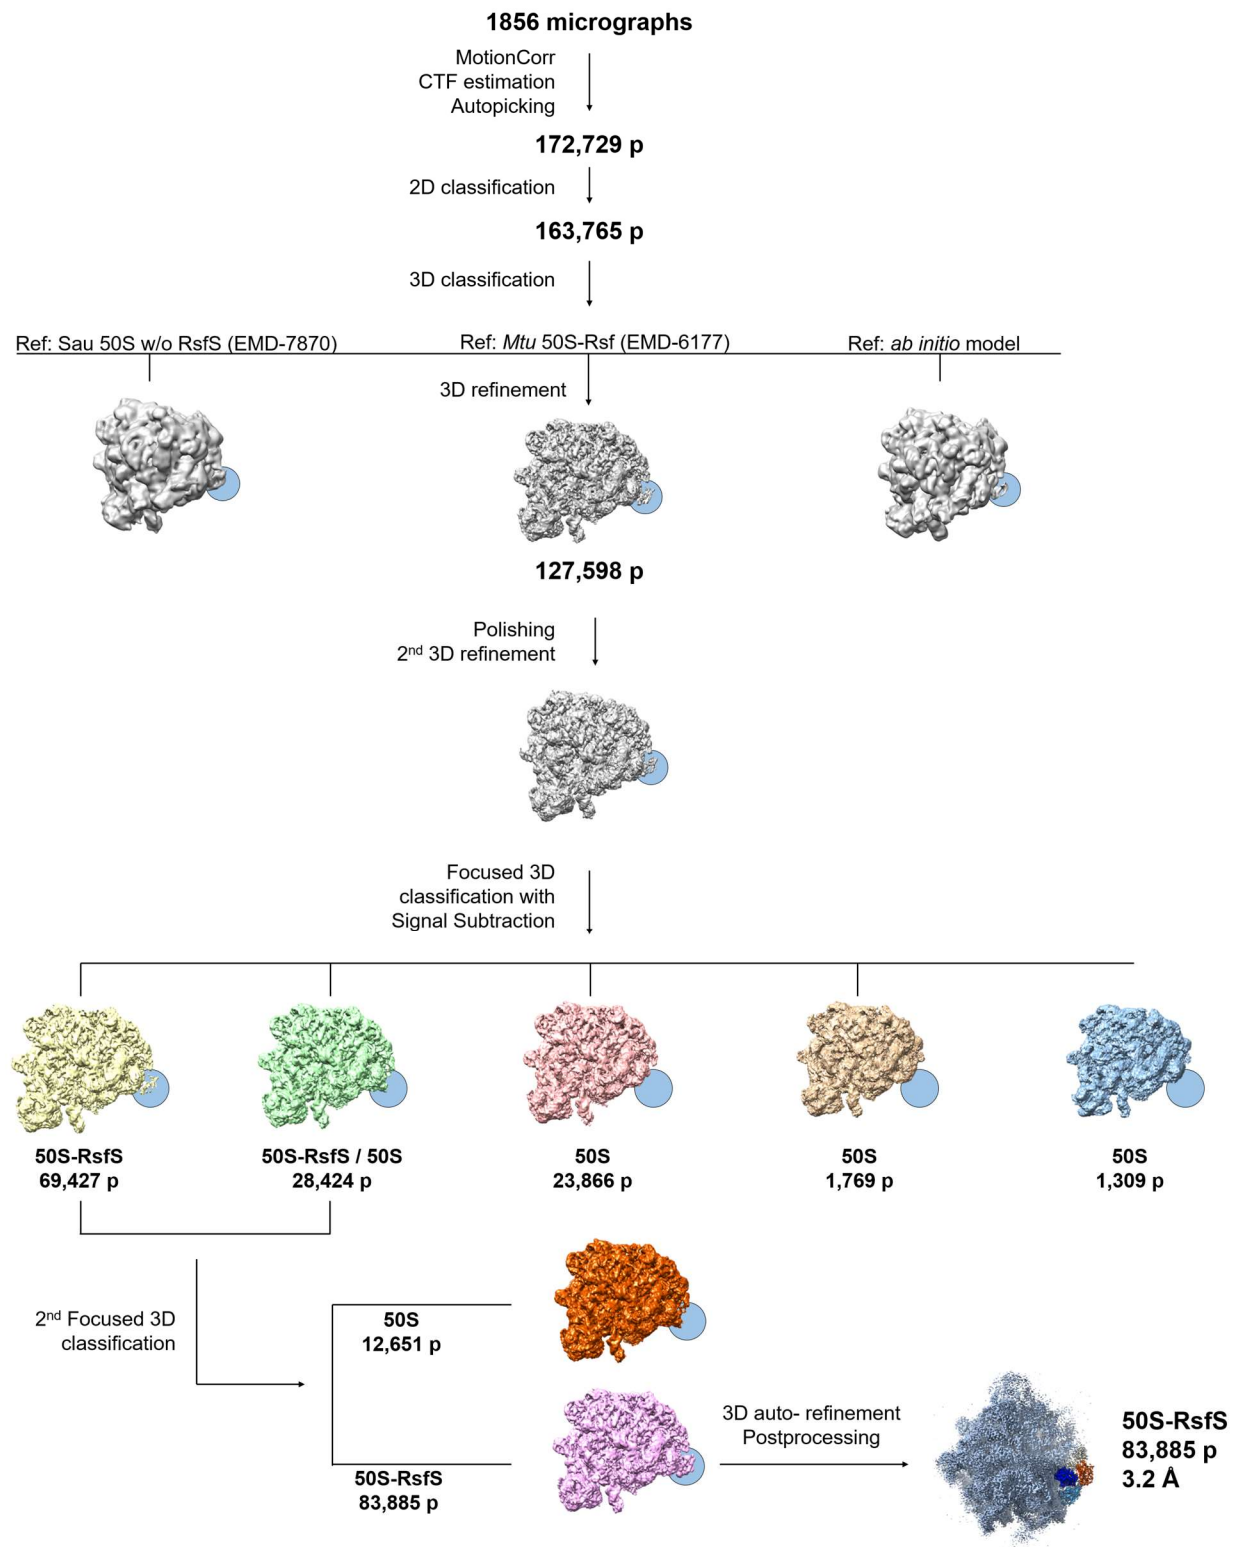 1856 micrographs
MotionCorr
CTF estimation
Autopicking
172,729 p
2D classification
163,765 p
3D classification
Ref: Sau 50S w/o RsfS (EMD-7870)
Ref: Mtu 50S-Rsf (EMD-6177)
Ref: ab initio model
3D refinement
127,598 p
Polishing
2nd 3D refinement
Focused 3D
classification with
Signal Subtraction
50S-RsfS
69,427 p
50S-RsfS / 50S
28,424 p
50S
23,866 p
50S
1,769 p
50S
1,309 p
2nd Focused 3D
classification
50S
12,651 p
50S-RsfS
83,885 p
3D auto- refinement
Postprocessing
50S-RsfS
83,885 p
3.2 Å